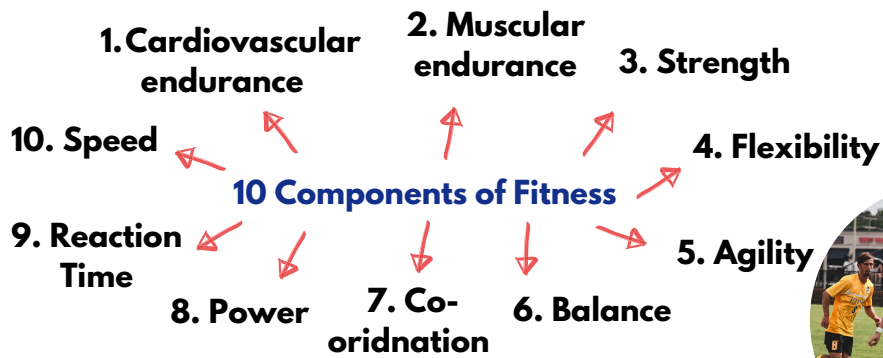 1. Cardiovascular
endurance
2. Muscular
endurance
3. Strength
4. Flexibility
5. Agility
6. Balance
7. Co-
oridnation
8. Power
9. Reaction
Time
10. Speed
10 Components of Fitness